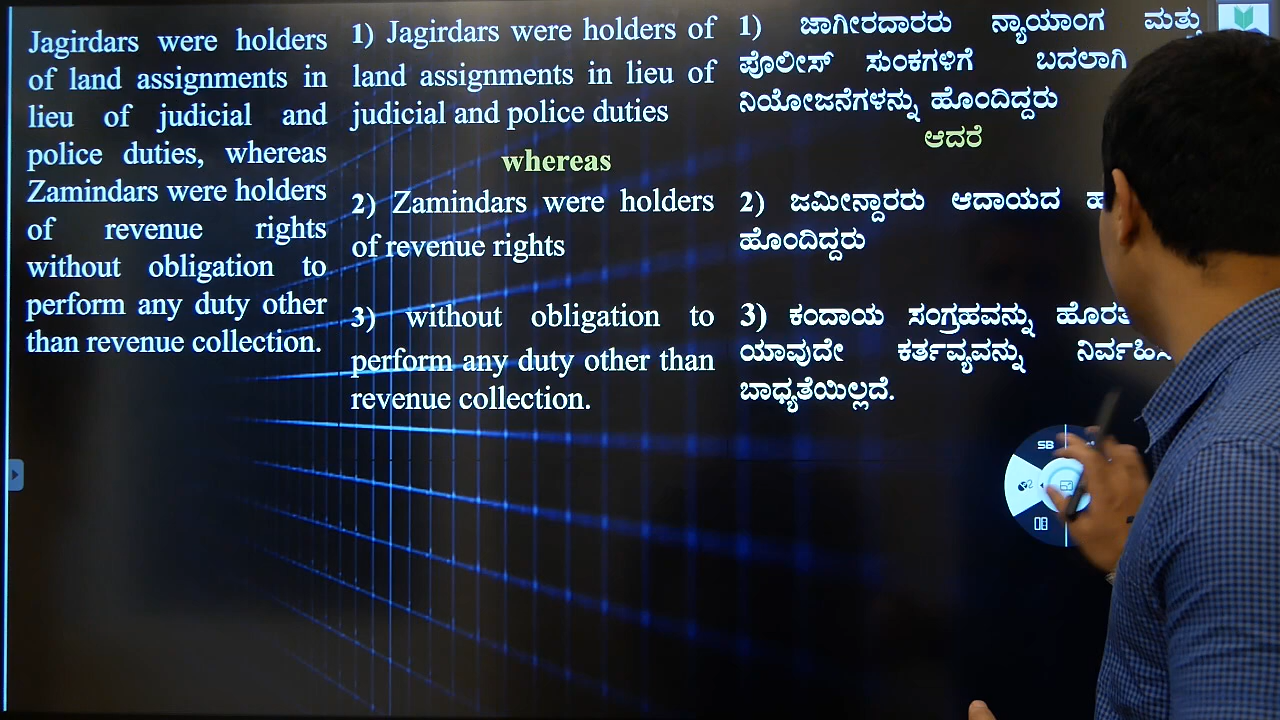 Jagirdars were holders
of land assignments in
lieu of judicial and
police duties, whereas
Zamindars were holders
of revenue rights
without obligation to
perform any duty other
than revenue collection.
1) Jagirdars were holders of
land assignments in lieu of
judicial and police duties
whereas
2) Zamindars were holders
of revenue rights
3) without obligation to
perform any duty other than
revenue collection.
1) ಜಾಗೀರದಾರರು ನ್ಯಾಯಾಂಗ ಮತ್ತು
ಪೊಲೀಸ್ ಸುಂಕಗಳಿಗೆ ಬದಲಾಗಿ
ನಿಯೋಜನೆಗಳನ್ನು ಹೊಂದಿದ್ದರು
ಆದರೆ
2) ಜಮೀನ್ದಾರರು ಆದಾಯದ
ಹೊಂದಿದ್ದರು
3) ಕಂದಾಯ ಸಂಗ್ರಹವನ್ನು
ಯಾವುದೇ ಕರ್ತವ್ಯವನ್ನು
ಬಾಧ್ಯತೆಯಿಲ್ಲದೆ.
SB